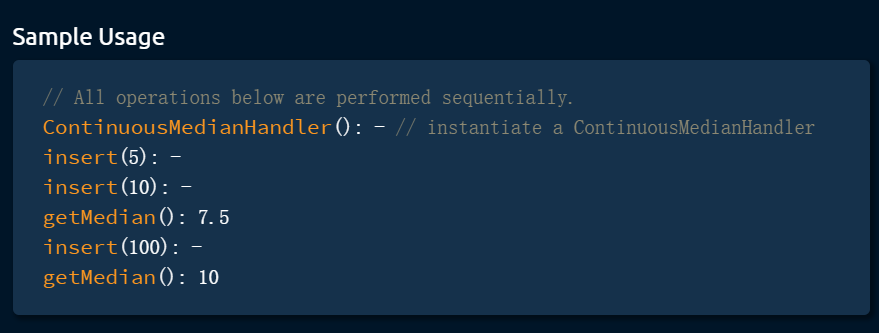 Sample Usage
// All operations below are performed sequentially.
ContinuousMedianHandler(): - // instantiate a ContinuousMedianHandler
insert(5): -
insert(10): -
getMedian(): 7.5
insert(100): -
getMedian(): 10